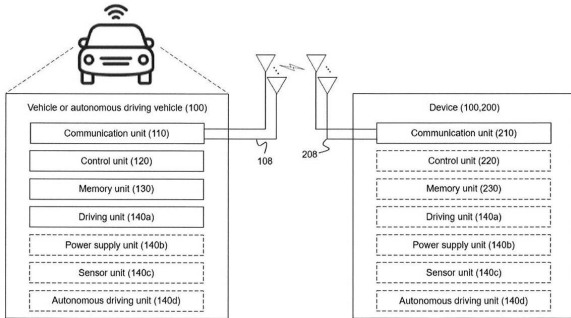 Vehicle or autonomous driving vehicle (100)
Communication unit (110)
Control unit (120)
Memory unit (130)
Driving unit (140a)
Power supply unit (140b)
Sensor unit (140c)
Autonomous driving unit (140d)
108
208
Device (100,200)
Communication unit (210)
Control unit (220)
Memory unit (230)
Driving unit (140a)
Power supply unit (140b)
Sensor unit (140c)
Autonomous driving unit (140d)